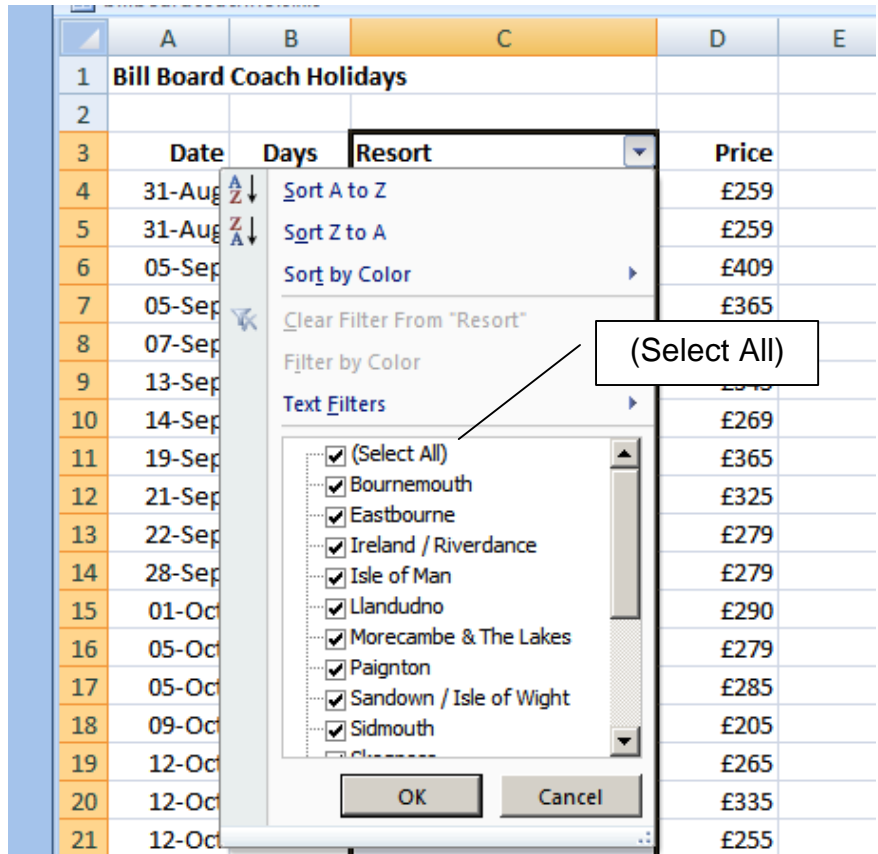 A B C D E
1 Bill Board Coach Holidays
2
3 Date Days Resort Price
4 31-Aug Sort A to Z £259
5 31-Aug Sort Z to A £259
6 05-Sep Sort by Color £409
7 05-Sep Clear Filter From "Resort" £365
8 07-Sep Filter by Color (Select All)
9 13-Sep
10 14-Sep Text Filters £269
11 19-Sep (Select All) £365
12 21-Sep Bournemouth £325
Eastbourne
13 22-Sep Ireland / Riverdance £279
14 28-Sep Isle of Man £279
15 01-Oct Llandudno £290
16 05-Oct Morecambe & The Lakes £279
17 05-Oct Paignton £285
Sandown / Isle of Wight
18 09-Oct Sidmouth £205
19 12-Oct £265
20 12-Oct OK Cancel £335
21 12-Oct £255